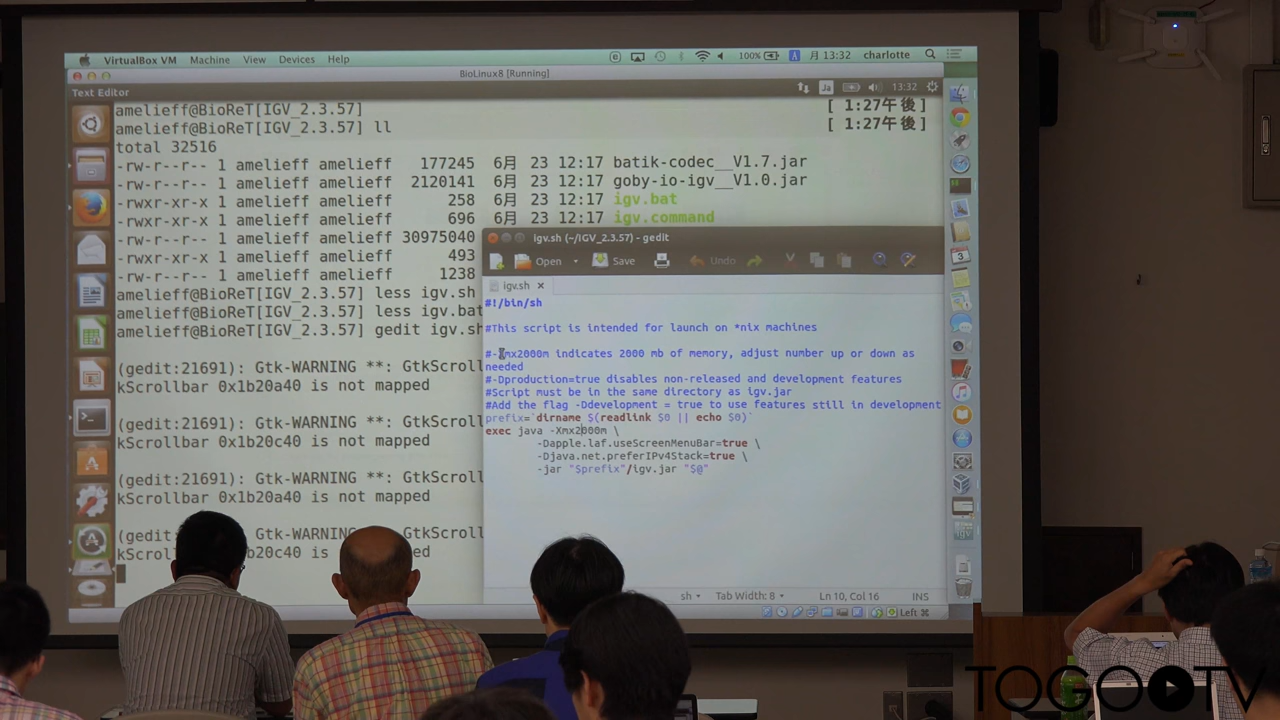 VirtualBox VM Machine View Devices Help 100% A 月 13:32 charlotte
BioLinux8 [Running]
Text Editor Ja 13:32
amelieff@BioReT[IGV_2.3.57] [ 1:27午後]
amelieff@BioReT[IGV_2.3.57] ll [ 1:27午後]
total 32516
-rw-r--r-- 1 amelieff amelieff 177245 6月 23 12:17 batik-codec__V1.7.jar
-rw-r--r-- 1 amelieff amelieff 2120141 6月 23 12:17 goby-io-igv__V1.0.jar
-rwxr-xr-x 1 amelieff amelieff 258 6月 23 12:17 igv.bat
-rwxr-xr-x 1 amelieff amelieff 696 6月 23 12:17 igv.command
-rw-r--r-- 1 amelieff amelieff 30975040
-rwxr-xr-x 1 amelieff amelieff 493
-rw-r--r-- 1 amelieff amelieff 1238
amelieff@BioReT[IGV_2.3.57] less igv.sh
amelieff@BioReT[IGV_2.3.57] less igv.bat
amelieff@BioReT[IGV_2.3.57] gedit igv.sh
(gedit:21691): Gtk-WARNING **: GtkScroll
kScrollbar 0x1b20a40 is not mapped
(gedit:21691): Gtk-WARNING **: GtkScroll
kScrollbar 0x1b20c40 is not mapped
(gedit:21691): Gtk-WARNING **: GtkScroll
kScrollbar 0x1b20a40 is not mapped
(gedit:21691): Gtk-WARNING **: GtkScroll
kScrollbar is
igv.sh (~/IGV_2.3.57) - gedit
Open Save Undo
igv.sh ×
#!/bin/sh
#This script is intended for launch on *nix machines
#-Xmx2000m indicates 2000 mb of memory, adjust number up or down as
needed
#-Dproduction=true disables non-released and development features
#Script must be in the same directory as igv.jar
#Add the flag -Ddevelopment = true to use features still in development
prefix=`dirname $(readlink $0 || echo $0)`
exec java -Xmx2000m \
-Dapple.laf.useScreenMenuBar=true \
-Djava.net.preferIPv4Stack=true \
-jar "$prefix"/igv.jar "$@"
sh Tab Width: 8 Ln 10, Col 16 INS
Left ⌘
TOGO TV